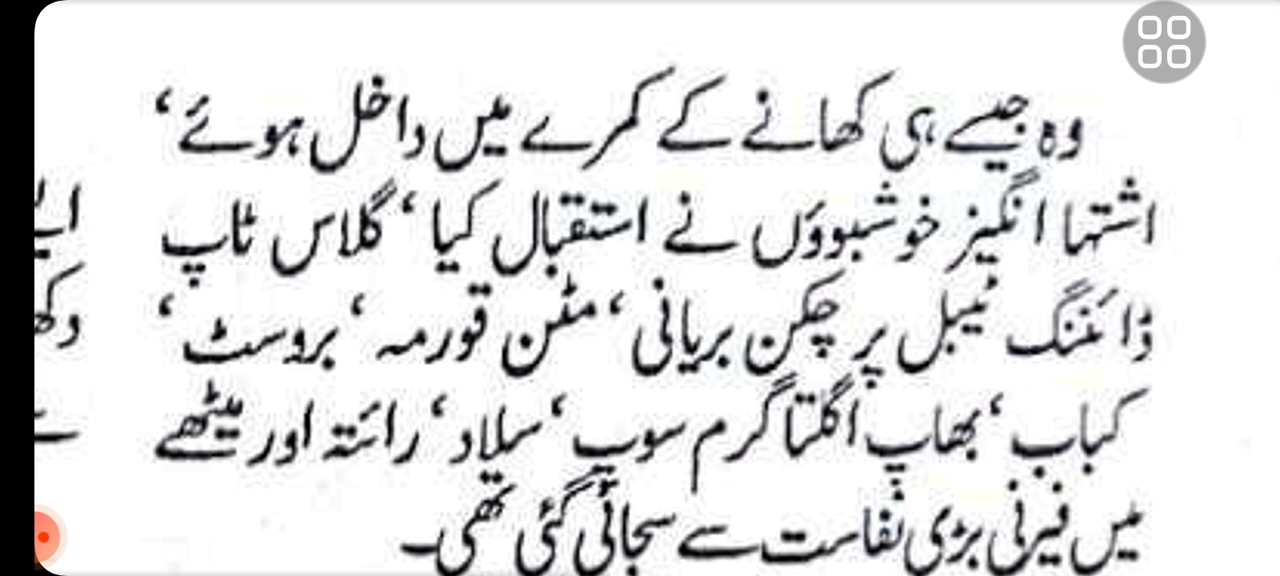 وہ جیسے ہی کھانے کے کمرے میں داخل ہوئے‘
اشتہا انگیز خوشبوؤں نے استقبال کیا‘ گلاس ٹاپ
ڈائننگ ٹیبل پر چکن بریانی‘ مٹن قورمہ‘ بروسٹ‘
کباب‘ بھاپ اگلتا گرم سوپ‘ سلاد‘ رائتہ اور میٹھے
میں فیرنی بڑی نفاست سے سجائی گئی تھی۔